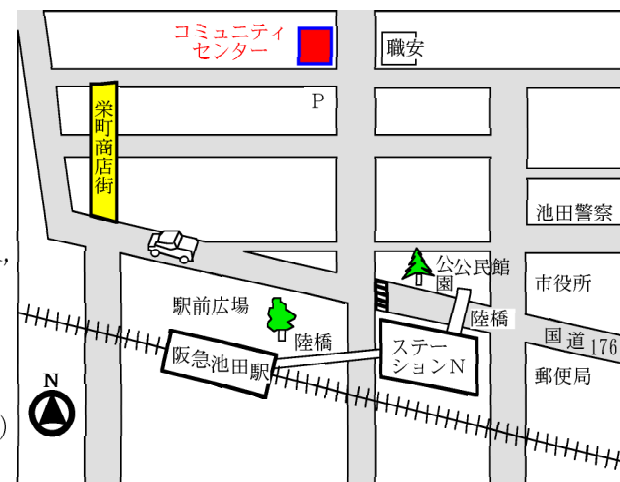 コミュニティ
センター
職安
P
栄町商店街
池田警察
公園
公民館
市役所
駅前広場
陸橋
陸橋
国道176
阪急池田駅
ステー
ションN
郵便局
N
)